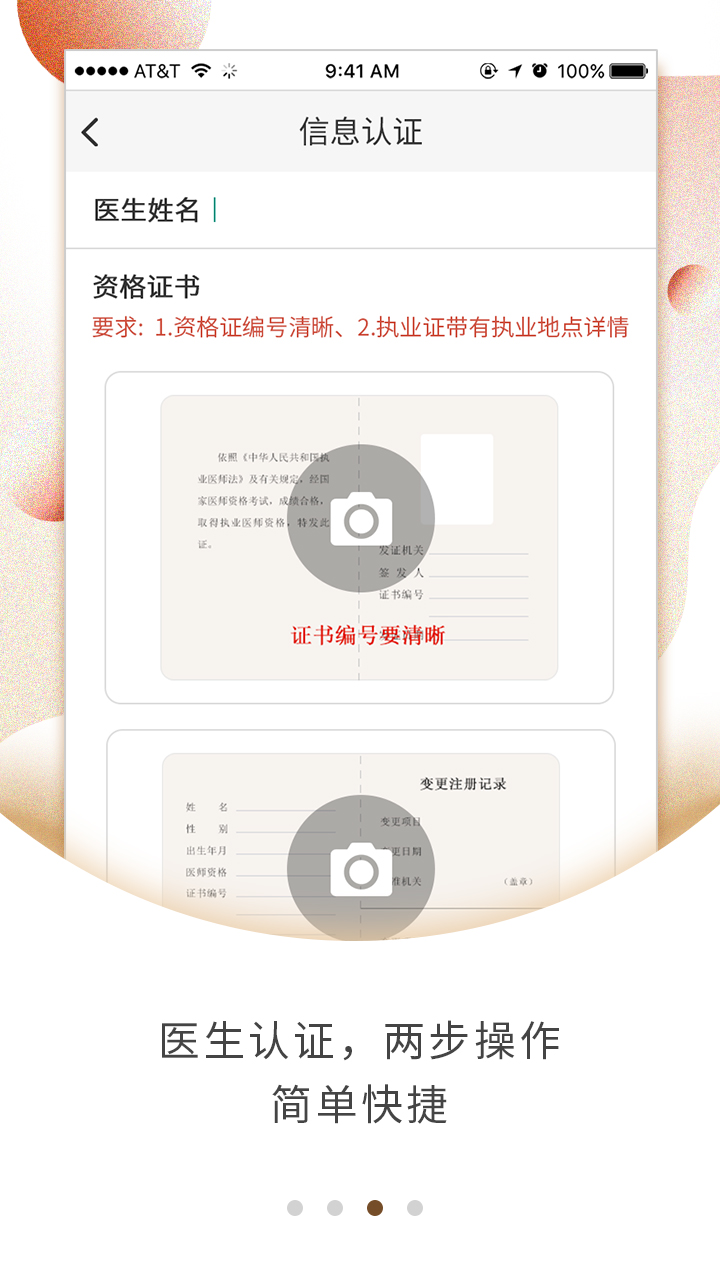 AT&T 9:41 AM 100%
信息认证
医生姓名
资格证书
要求: 1.资格证编号清晰、2.执业证带有执业地点详情
依照《中华人民共和国执
业医师法》及有关规定，经国
家医师资格考试，成绩合格，
取得执业医师资格，特发此
证。
发证机关
签 发 人
证书编号
证书编号要清晰
变更注册记录
姓 名
变更项目
性 别
出生年月
变更日期
医师资格
准机关
（盖章）
证书编号
医生认证，两步操作
简单快捷